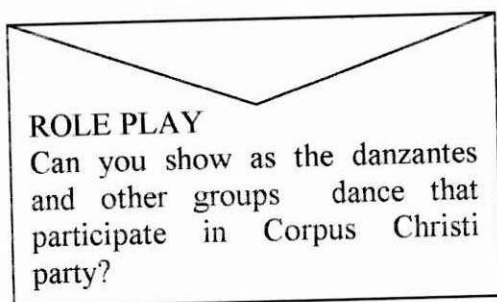 ROLE PLAY
Can you show as the danzantes
and other groups dance that
participate in Corpus Christi
party?